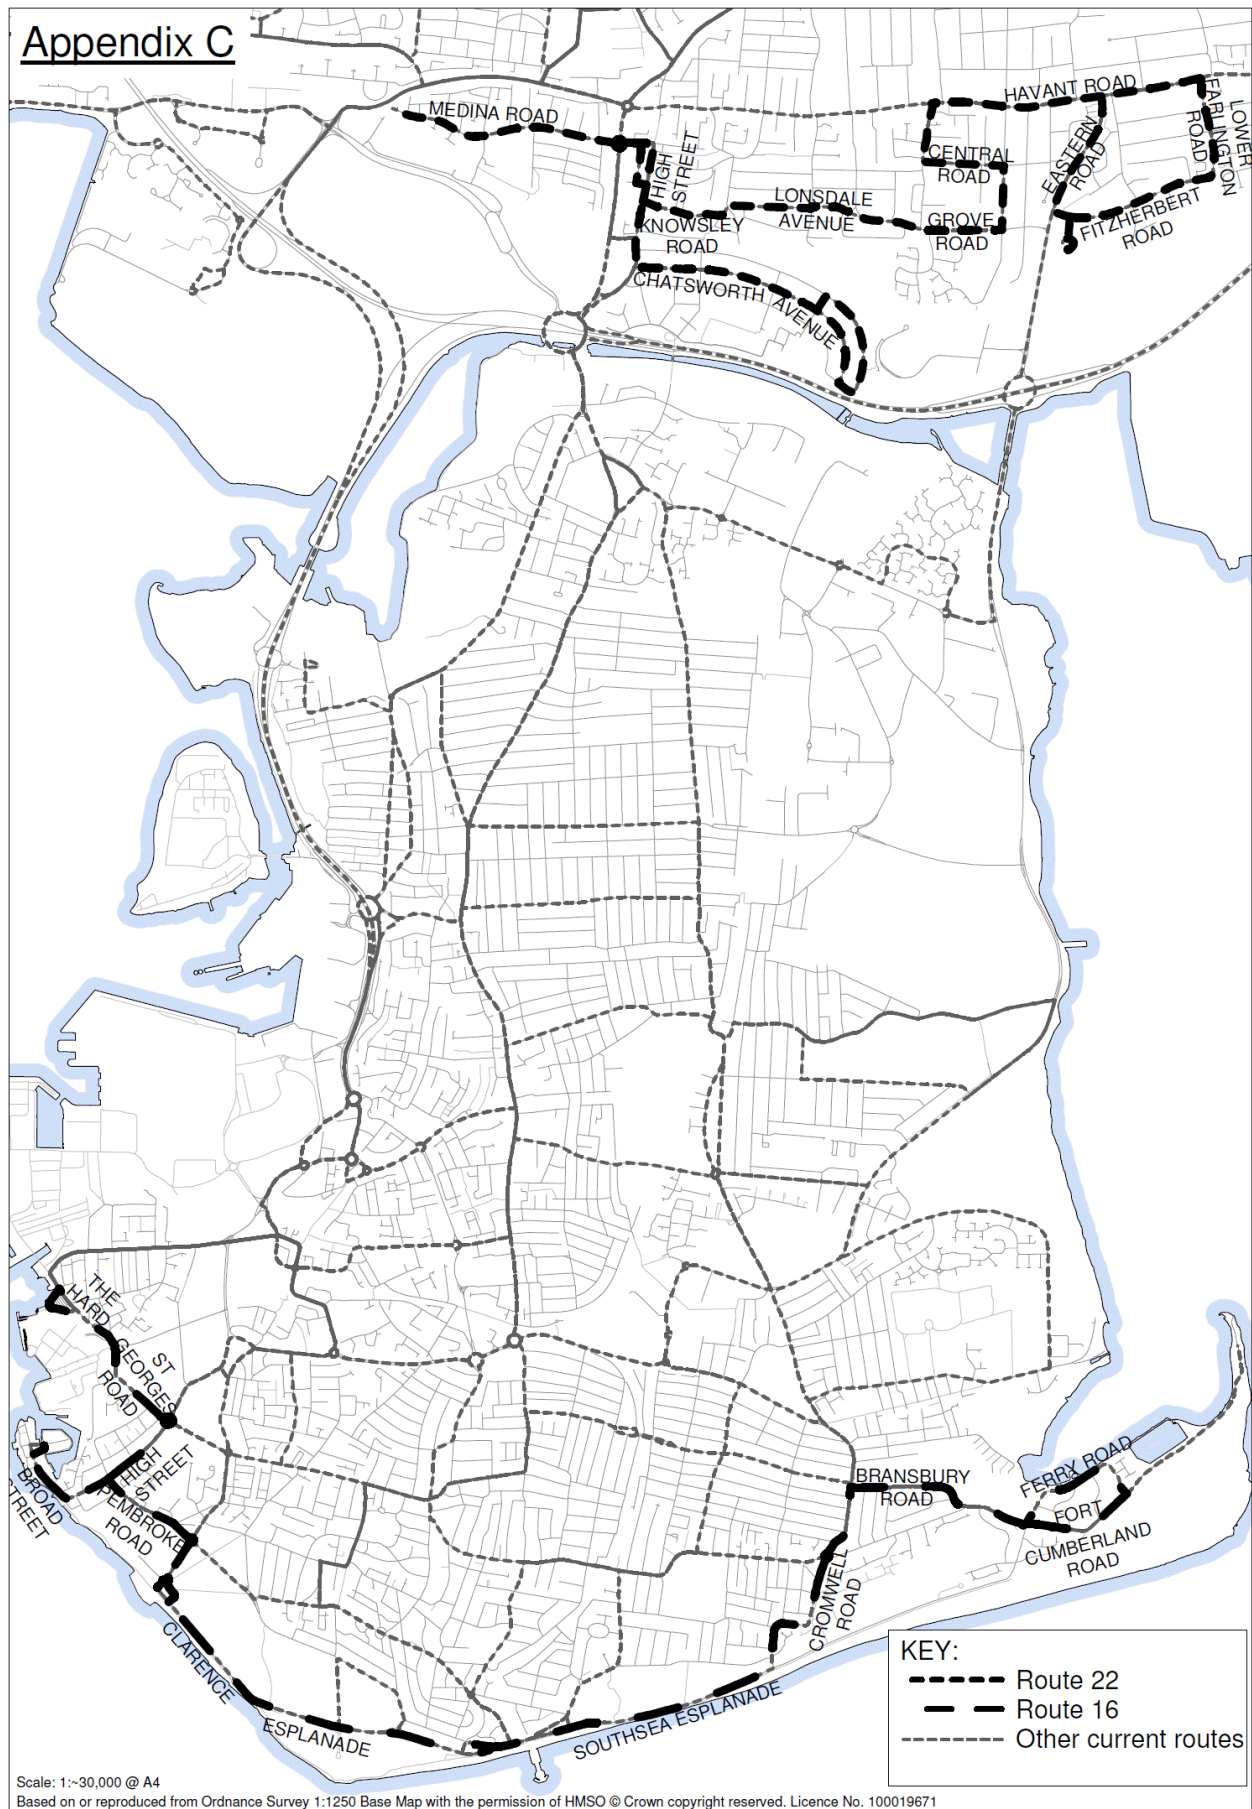 Appendix C
MEDINA ROAD
HIGH
STREET
HAVANT ROAD
LOWER
FARLINGTON
ROAD
EASTERN
ROAD
CENTRAL
ROAD
LONSDALE
AVENUE
KNOWSLEY
ROAD
GROVE
ROAD
FITZHERBERT
ROAD
CHATSWORTH AVENUE
THE
HARD
ST
GEORGES
ROAD
HIGH
STREET
BROAD
STREET
PEMBROKE
ROAD
CLARENCE
ESPLANADE
SOUTHSEA ESPLANADE
CROMWELL
ROAD
BRANSBURY
ROAD
FERRY ROAD
FORT
CUMBERLAND
ROAD
KEY:
Route 22
Route 16
Other current routes
Scale: 1:~30,000 @ A4
Based on or reproduced from Ordnance Survey 1:1250 Base Map with the permission of HMSO © Crown copyright reserved. Licence No. 100019671